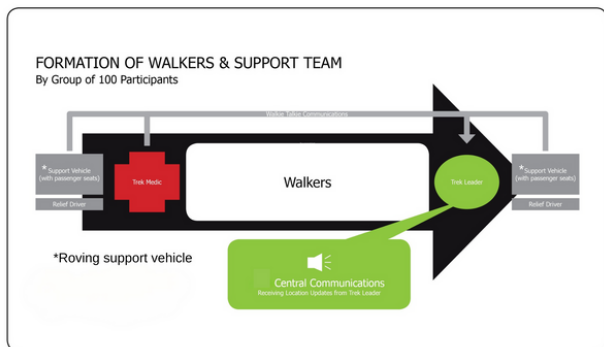 FORMATION OF WALKERS & SUPPORT TEAM
By Group of 100 Participants
Walkie Talkie Communications
*Support Vehicle
(with passenger seats)
Relief Driver
Trek Medic
Walkers
Trek Leader
*Support Vehicle
(with passenger seats)
Relief Driver
*Roving support vehicle
Central Communications
Receiving Location Updates from Trek Leader